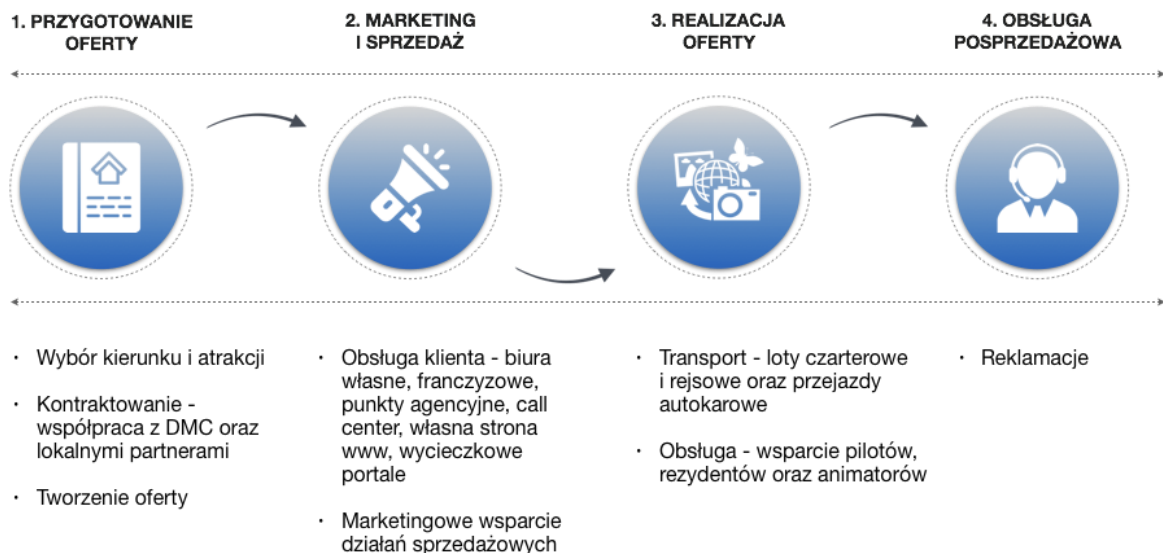 1. PRZYGOTOWANIE
OFERTY
2. MARKETING
I SPRZEDAŻ
3. REALIZACJA
OFERTY
4. OBSŁUGA
POSPRZEDAŻOWA
· Wybór kierunku i atrakcji
· Kontraktowanie -
współpraca z DMC oraz
lokalnymi partnerami
· Tworzenie oferty
· Obsługa klienta - biura
własne, franczyzowe,
punkty agencyjne, call
center, własna strona
www, wycieczkowe
portale
· Marketingowe wsparcie
działań sprzedażowych
· Transport - loty czarterowe
i rejsowe oraz przejazdy
autokarowe
· Obsługa - wsparcie pilotów,
rezydentów oraz animatorów
· Reklamacje